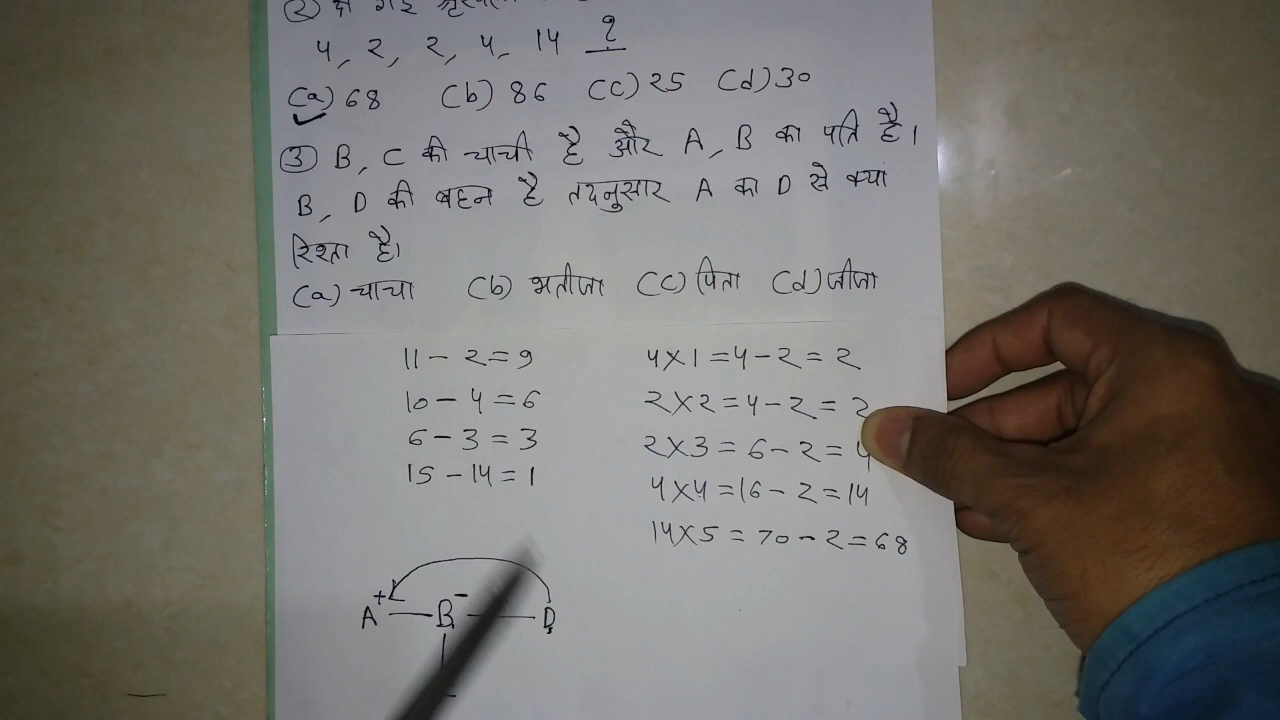 ② दी गई
4, 2, 2, 4, 14 ?
(a) 68 (b) 86 (c) 25 (d) 30
③ B, C की चाची है और A, B का पति है।
B, D की बहन है तदनुसार A का D से क्या
रिश्ता है।
(a) चाचा (b) भतीजा (c) पिता (d) जीजा
11 - 2 = 9
10 - 4 = 6
6 - 3 = 3
15 - 14 = 1
4 × 1 = 4 - 2 = 2
2 × 2 = 4 - 2 = 2
2 × 3 = 6 - 2 = 4
4 × 4 = 16 - 2 = 14
14 × 5 = 70 - 2 = 68
A+ — B- — D